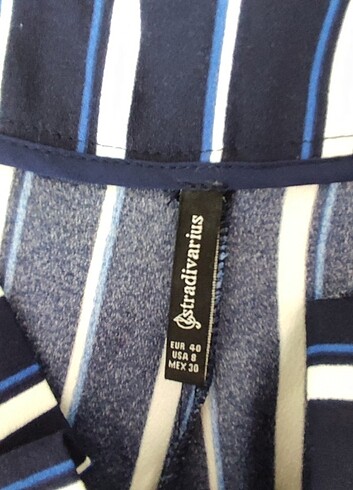 stradivarius
EUR 40
USA 8
MEX 30